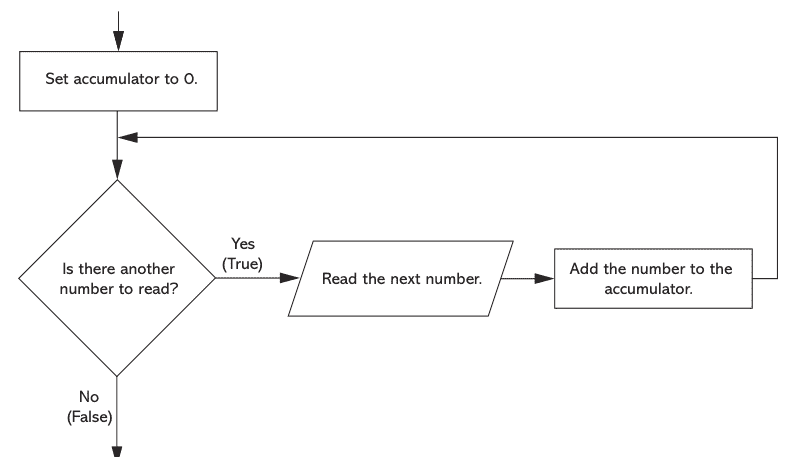 Set accumulator to 0.
Is there another
number to read?
Yes
(True)
Read the next number.
Add the number to the
accumulator.
No
(False)